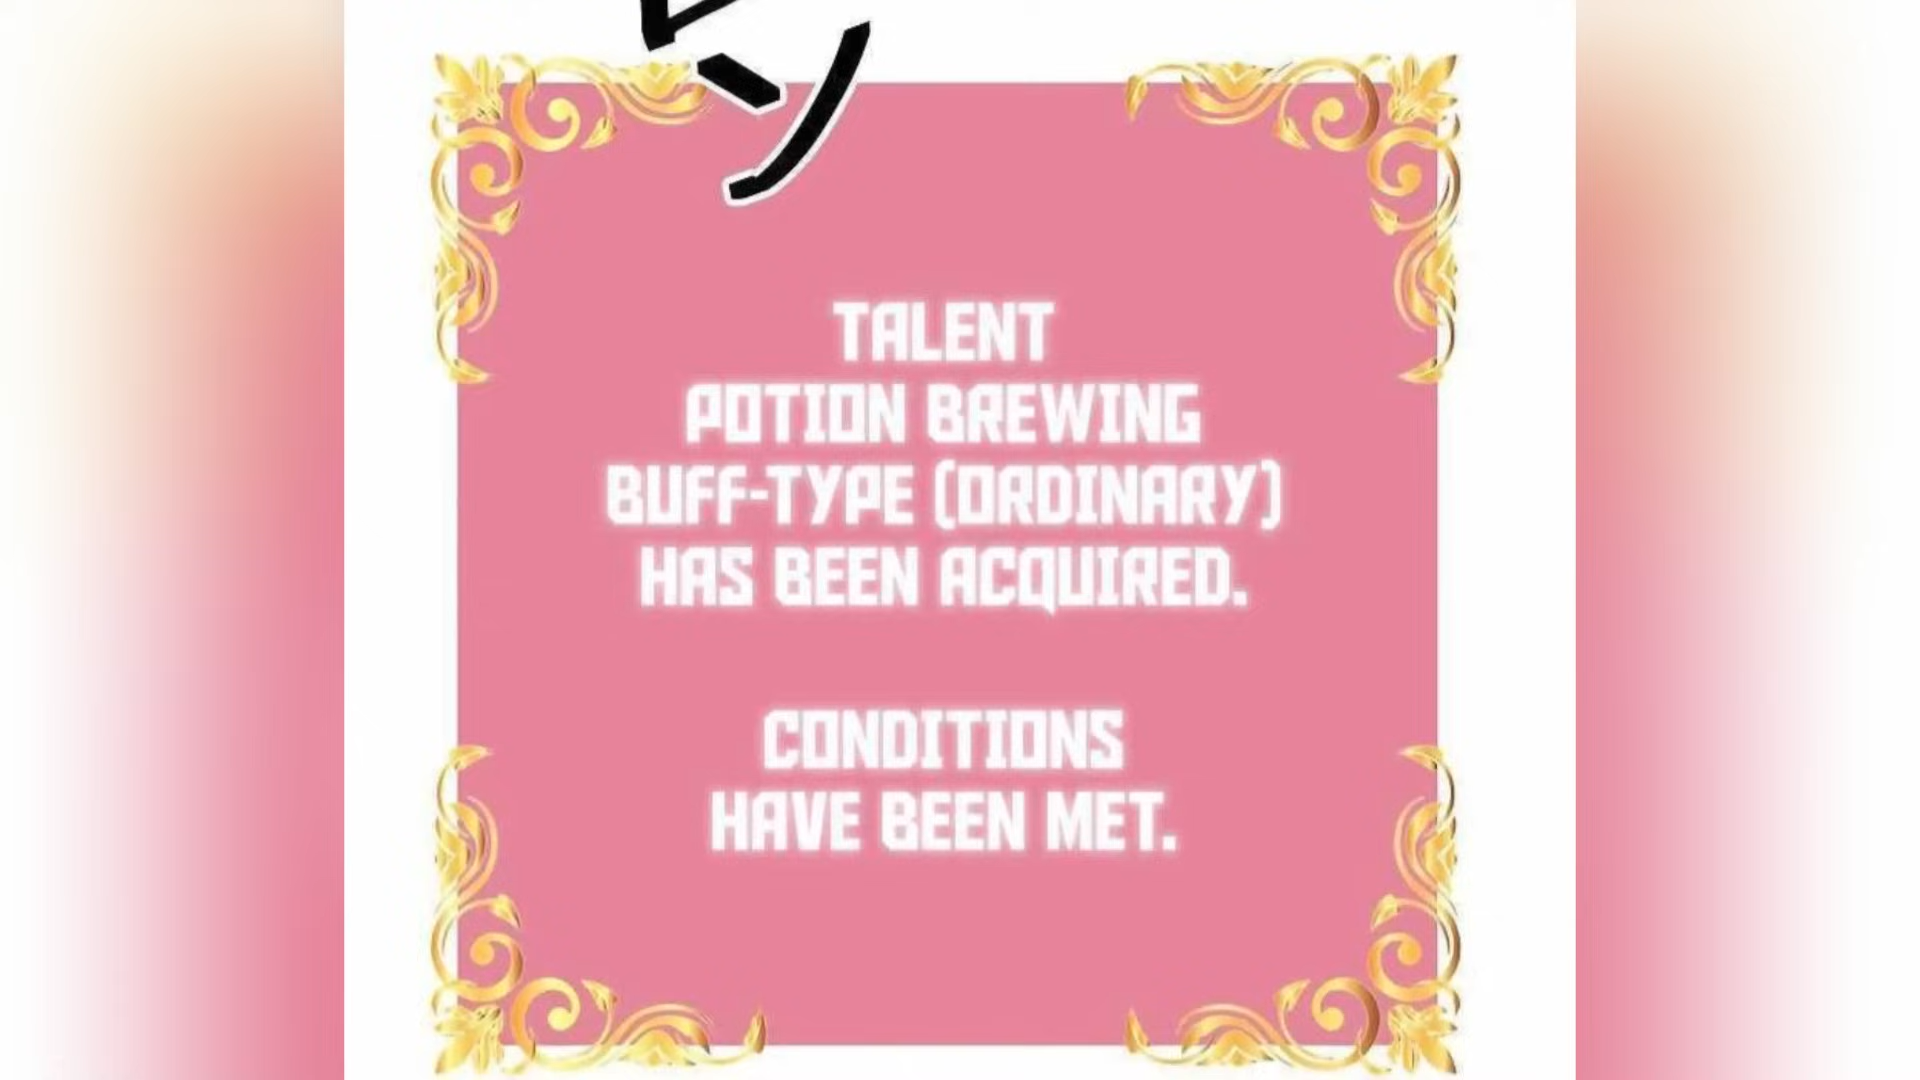 TALENT
POTION BREWING
BUFF-TYPE (ORDINARY)
HAS BEEN ACQUIRED.
CONDITIONS
HAVE BEEN MET.